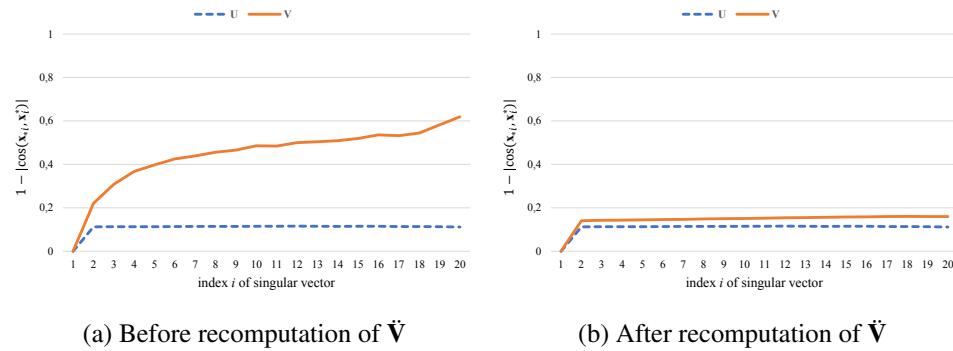 U V
1
0,8
0,6
0,4
0,2
0
1 − |cos(𝐱∗i, 𝐱∗i)|
1 2 3 4 5 6 7 8 9 10 11 12 13 14 15 16 17 18 19 20
index i of singular vector
(a) Before recomputation of V̈
U V
1
0,8
0,6
0,4
0,2
0
1 − |cos(𝐱∗i, 𝐱∗i)|
1 2 3 4 5 6 7 8 9 10 11 12 13 14 15 16 17 18 19 20
index i of singular vector
(b) After recomputation of V̈